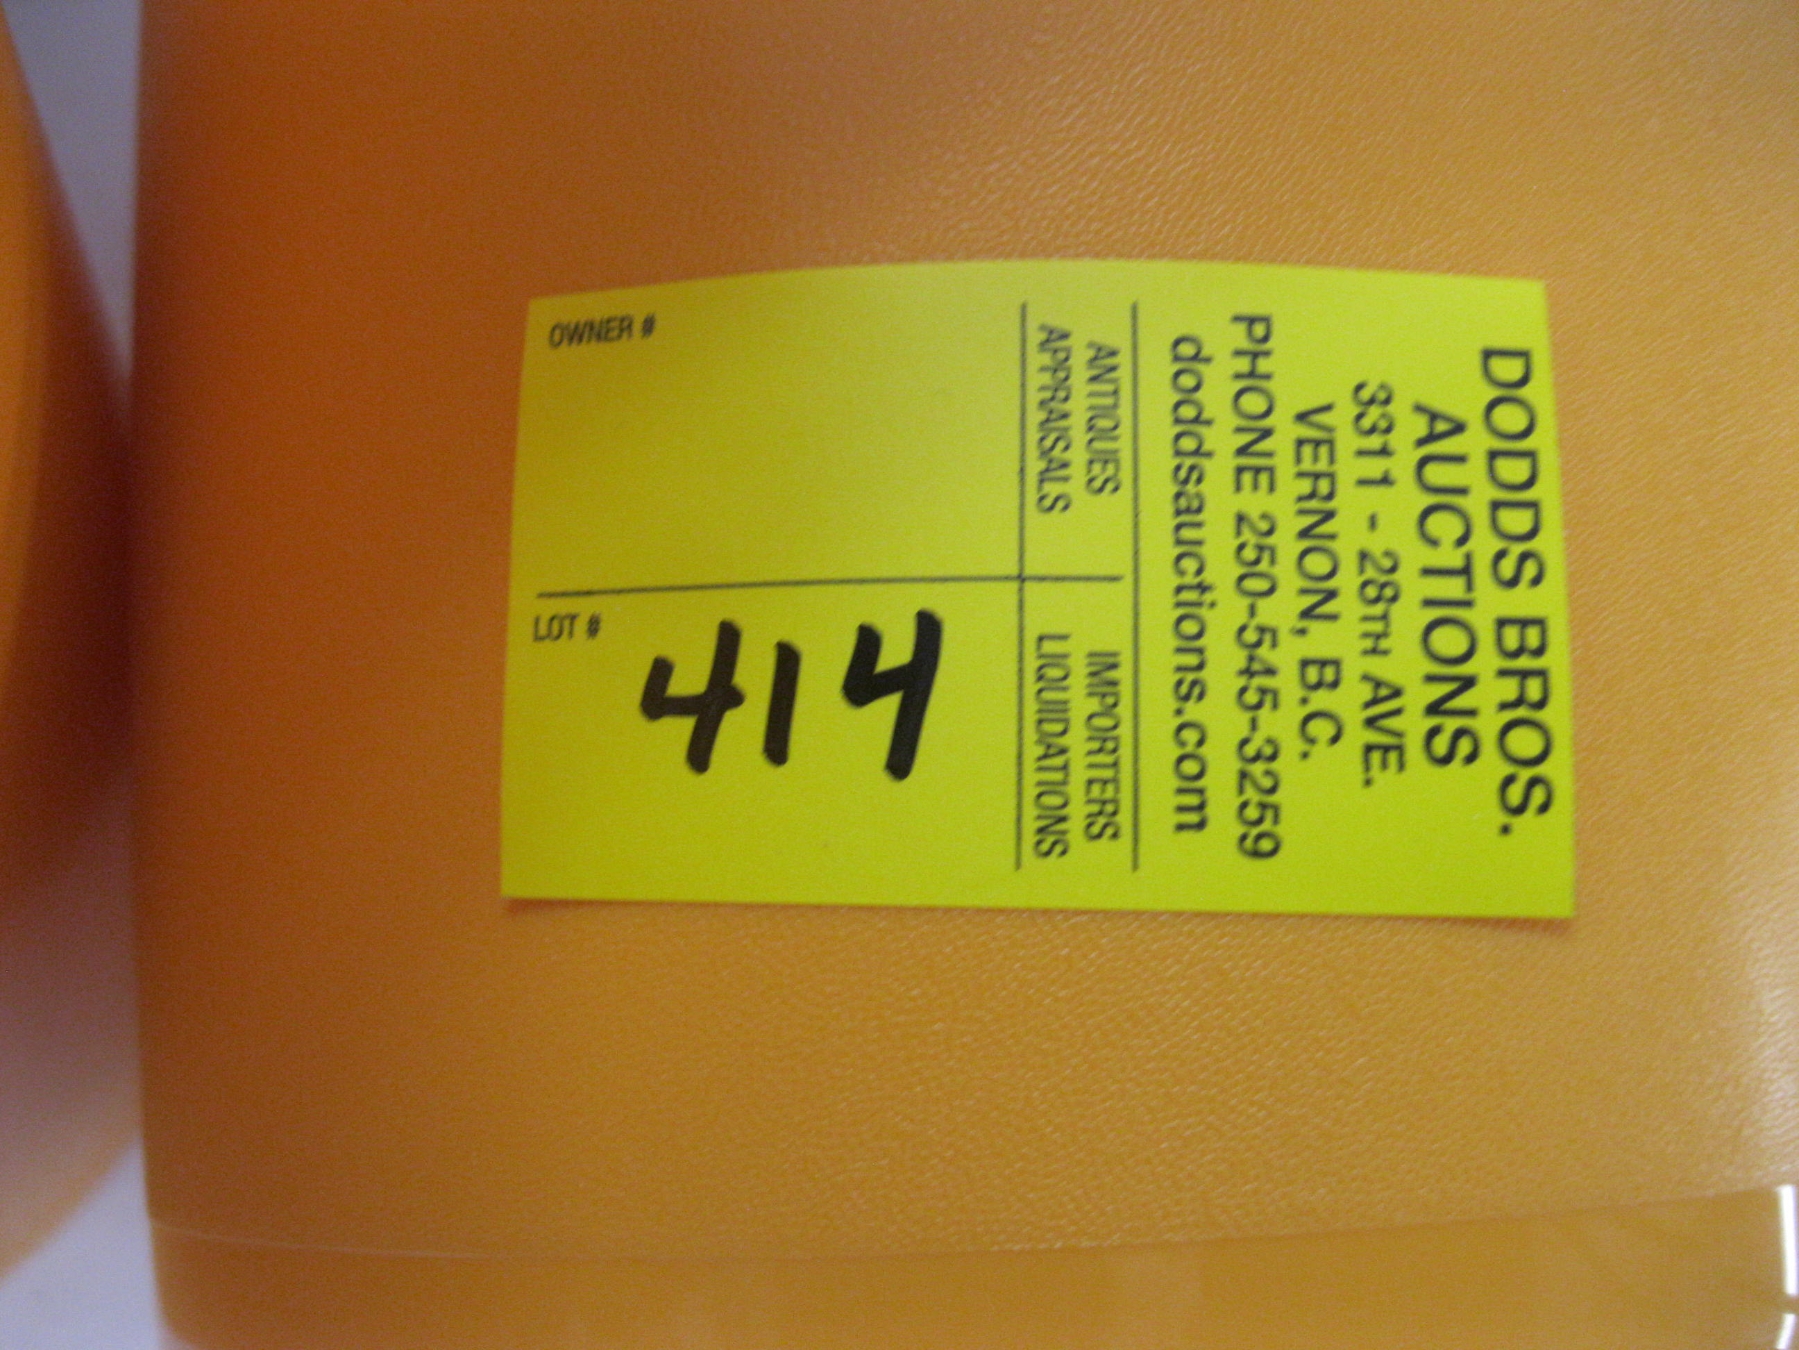 DODDS BROS.
AUCTIONS
3311 - 28TH AVE.
VERNON, B.C.
PHONE 250-545-3259
doddsauctions.com
ANTIQUES IMPORTERS
APPRAISALS LIQUIDATIONS
OWNER #
LOT #
414